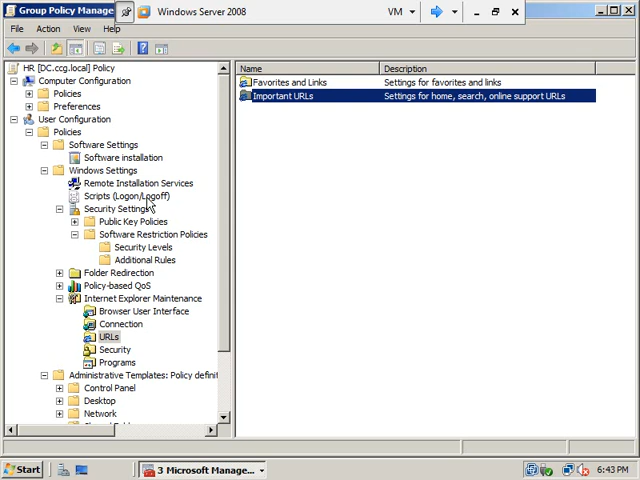 Group Policy Manage
Windows Server 2008
VM
File Action View Help
HR [DC.ccg.local] Policy
Computer Configuration
Policies
Preferences
User Configuration
Policies
Software Settings
Software installation
Windows Settings
Remote Installation Services
Scripts (Logon/Logoff)
Security Settings
Public Key Policies
Software Restriction Policies
Security Levels
Additional Rules
Folder Redirection
Policy-based QoS
Internet Explorer Maintenance
Browser User Interface
Connection
URLs
Security
Programs
Administrative Templates: Policy definit
Control Panel
Desktop
Network
Name Description
Favorites and Links Settings for favorites and links
Important URLs Settings for home, search, online support URLs
Start
3 Microsoft Manage...
6:43 PM